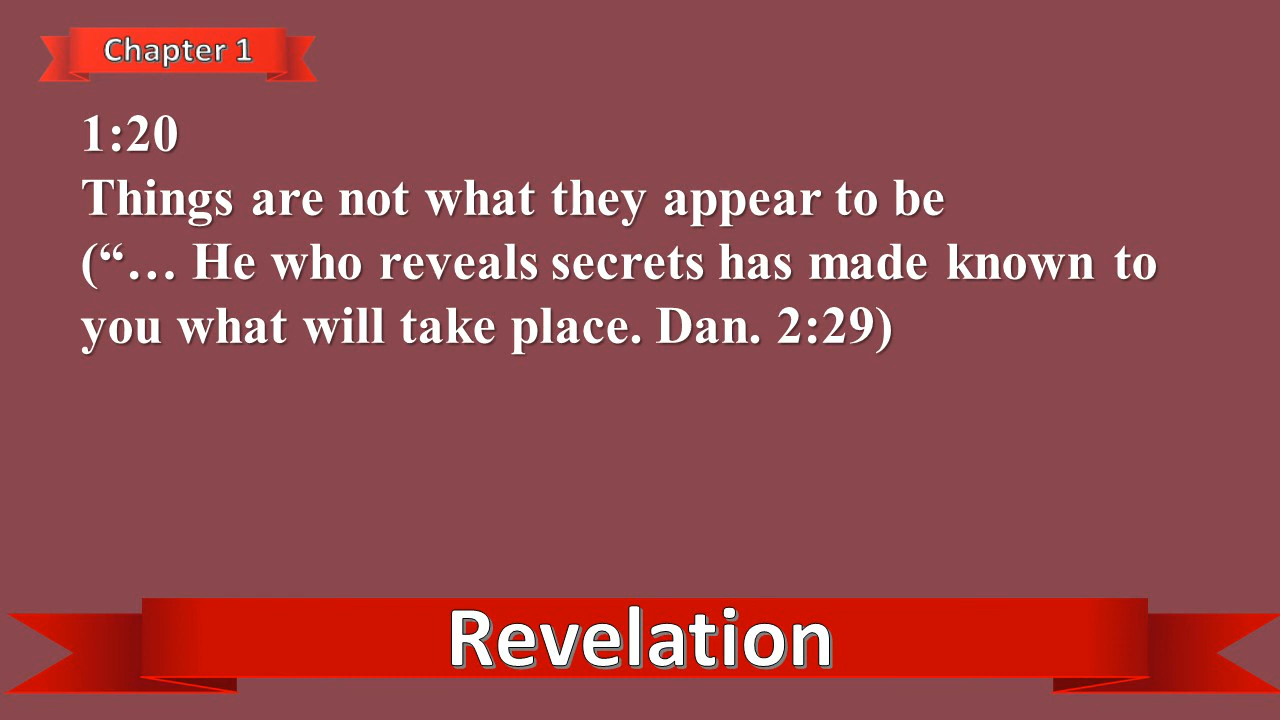 Chapter 1
1:20
Things are not what they appear to be
(“… He who reveals secrets has made known to
you what will take place. Dan. 2:29)
Revelation